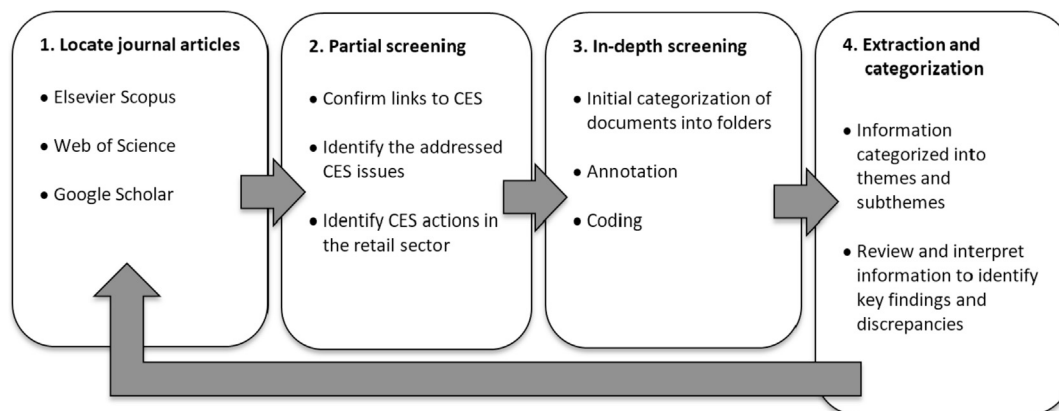 1. Locate journal articles
• Elsevier Scopus
• Web of Science
• Google Scholar
2. Partial screening
• Confirm links to CES
• Identify the addressed
CES issues
• Identify CES actions in
the retail sector
3. In-depth screening
• Initial categorization of
documents into folders
• Annotation
• Coding
4. Extraction and
categorization
• Information
categorized into
themes and
subthemes
• Review and interpret
information to identify
key findings and
discrepancies